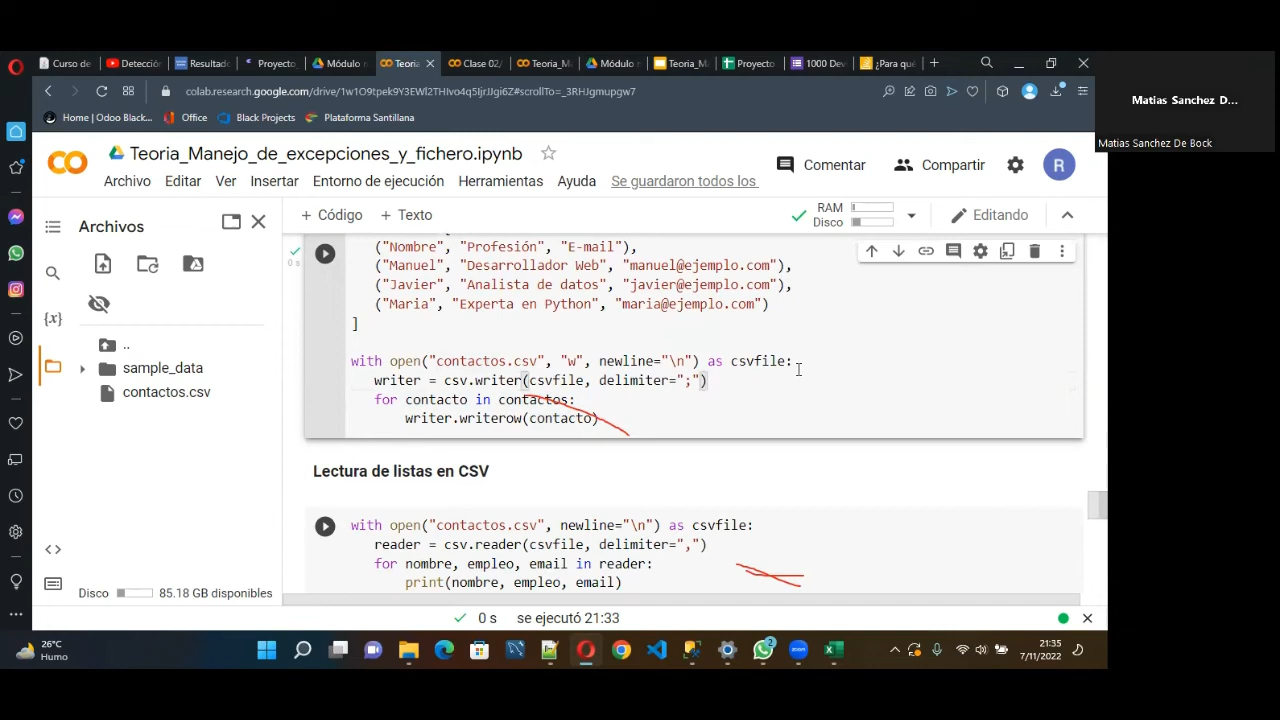 Curso de
Detecció
Resultado
Proyecto_
Módulo n
Teoria
Clase 02/
Teoria_M
Módulo n
Teoria_M
Proyecto
1000 Dev
¿Para qué
colab.research.google.com/drive/1w1O9tpek9Y3EWl2THIvo4q5IjrJJgi6Z#scrollTo=_3RHJgmupgw7
Home | Odoo Black...
Office
Black Projects
Plataforma Santillana
Matias Sanchez D...
Matias Sanchez De Bock
Teoria_Manejo_de_excepciones_y_fichero.ipynb
Comentar
Compartir
R
Archivo Editar Ver Insertar Entorno de ejecución Herramientas Ayuda Se guardaron todos los
Archivos
+ Código + Texto
RAM
Disco
Editando
..
sample_data
contactos.csv
{x}
0 s
("Nombre", "Profesión", "E-mail"),
("Manuel", "Desarrollador Web", "manuel@ejemplo.com"),
("Javier", "Analista de datos", "javier@ejemplo.com"),
("Maria", "Experta en Python", "maria@ejemplo.com")
]
with open("contactos.csv", "w", newline="\n") as csvfile:
writer = csv.writer(csvfile, delimiter=";")
for contacto in contactos:
writer.writerow(contacto)
Lectura de listas en CSV
with open("contactos.csv", newline="\n") as csvfile:
reader = csv.reader(csvfile, delimiter=",")
for nombre, empleo, email in reader:
print(nombre, empleo, email)
Disco 85.18 GB disponibles
0 s se ejecutó 21:33
26°C
Humo
2
21:35
7/11/2022